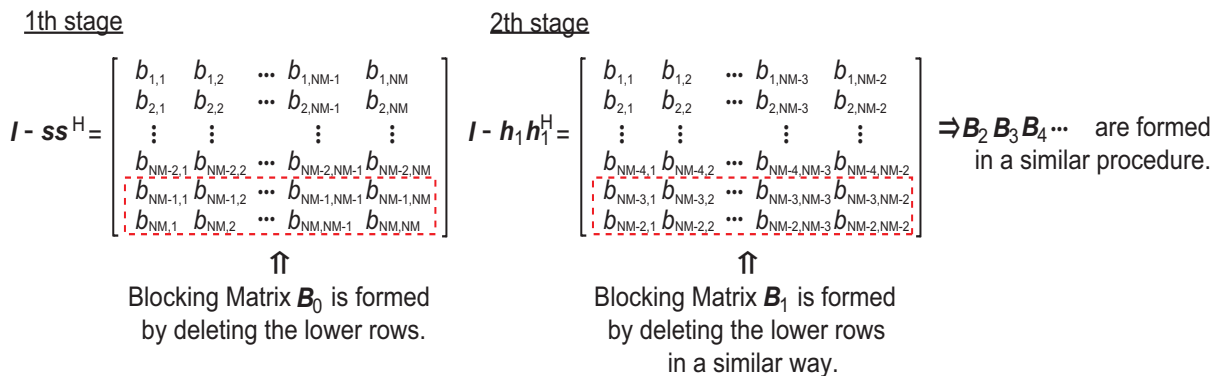 1th stage
I - ss^H = [
b_1,1 b_1,2 ··· b_1,NM-1 b_1,NM
b_2,1 b_2,2 ··· b_2,NM-1 b_2,NM
⋮ ⋮ ⋮ ⋮
b_NM-2,1 b_NM-2,2 ··· b_NM-2,NM-1 b_NM-2,NM
b_NM-1,1 b_NM-1,2 ··· b_NM-1,NM-1 b_NM-1,NM
b_NM,1 b_NM,2 ··· b_NM,NM-1 b_NM,NM
]
⇑
Blocking Matrix B_0 is formed
by deleting the lower rows.
2th stage
I - h_1 h_1^H = [
b_1,1 b_1,2 ··· b_1,NM-3 b_1,NM-2
b_2,1 b_2,2 ··· b_2,NM-3 b_2,NM-2
⋮ ⋮ ⋮ ⋮
b_NM-4,1 b_NM-4,2 ··· b_NM-4,NM-3 b_NM-4,NM-2
b_NM-3,1 b_NM-3,2 ··· b_NM-3,NM-3 b_NM-3,NM-2
b_NM-2,1 b_NM-2,2 ··· b_NM-2,NM-3 b_NM-2,NM-2
]
⇑
Blocking Matrix B_1 is formed
by deleting the lower rows
in a similar way.
⇒ B_2 B_3 B_4 ··· are formed
in a similar procedure.